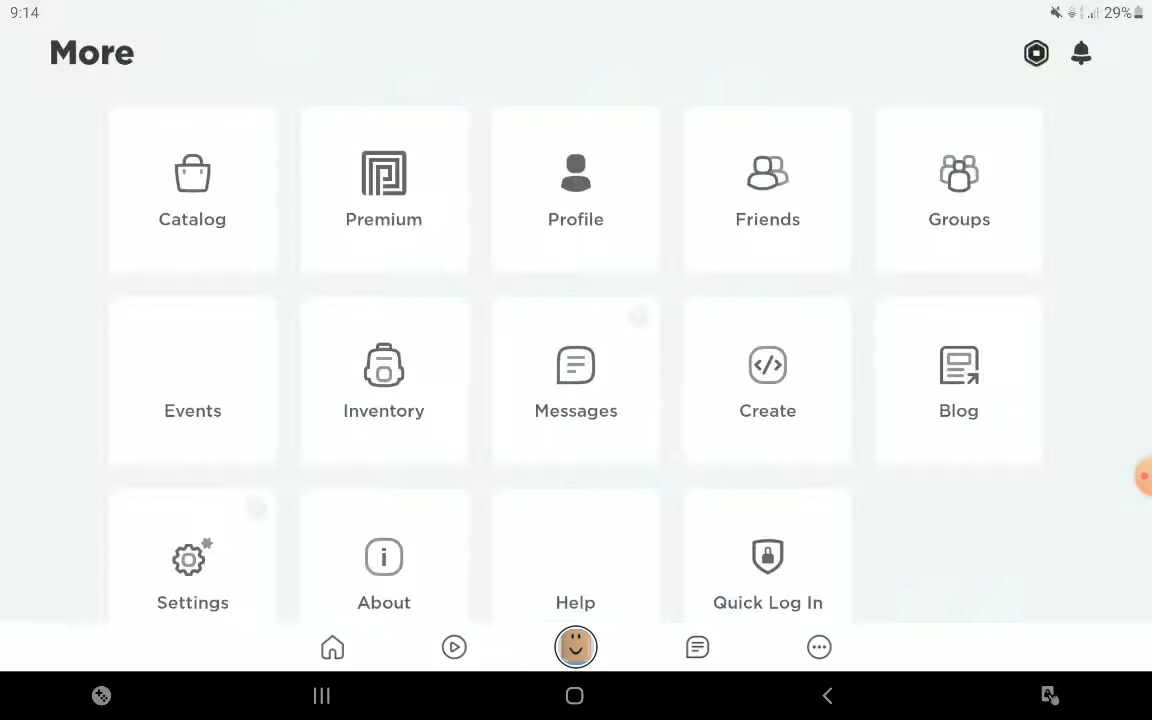 9:14
29%
More
Catalog
Premium
Profile
Friends
Groups
Events
Inventory
Messages
Create
Blog
Settings
About
Help
Quick Log In